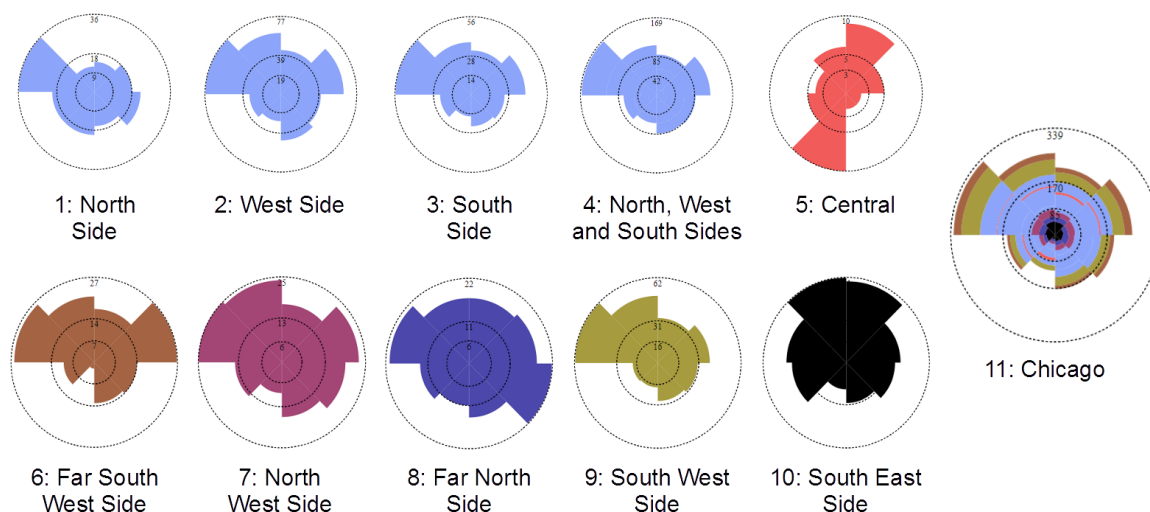 36
18
9
1: North
Side
77
39
19
2: West Side
56
28
14
3: South
Side
169
85
42
4: North, West
and South Sides
10
5
3
5: Central
339
170
85
11: Chicago
27
14
7
6: Far South
West Side
25
13
6
7: North
West Side
22
11
6
8: Far North
Side
62
31
16
9: South West
Side
10: South East
Side